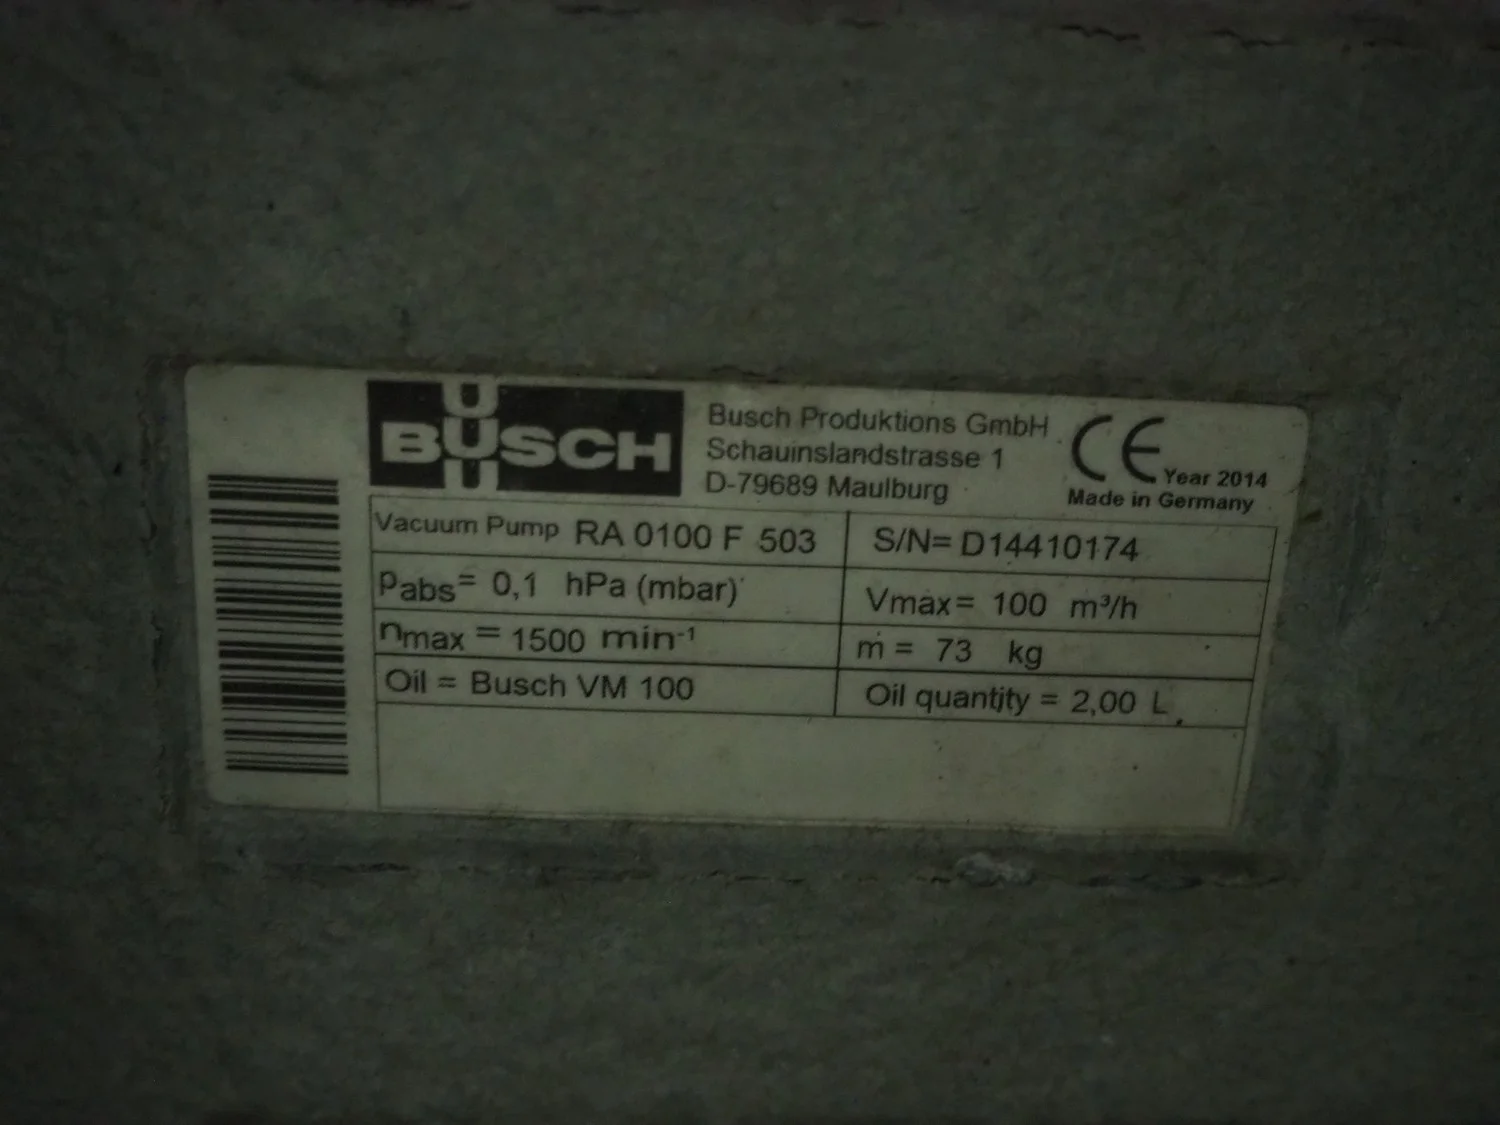 BUSCH
Busch Produktions GmbH
Schauinslandstrasse 1
D-79689 Maulburg
CE Year 2014
Made in Germany
Vacuum Pump RA 0100 F 503
S/N= D14410174
Pabs= 0,1 hPa (mbar)
Vmax= 100 m³/h
nmax = 1500 min-1
m = 73 kg
Oil = Busch VM 100
Oil quantity = 2,00 L